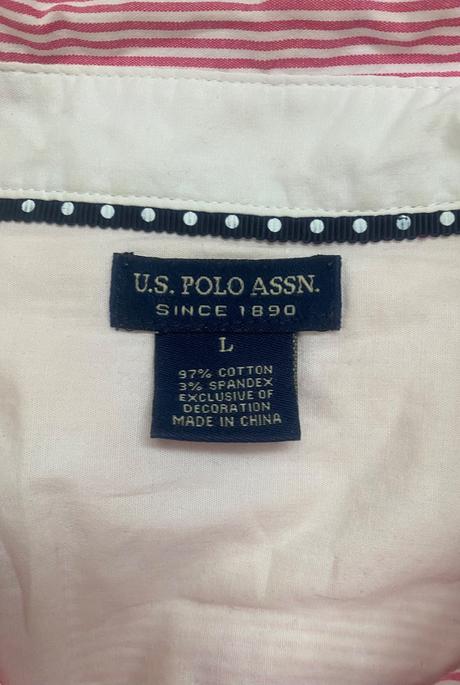 U.S. POLO ASSN.
SINCE 1890
L
97% COTTON
3% SPANDEX
EXCLUSIVE OF
DECORATION
MADE IN CHINA